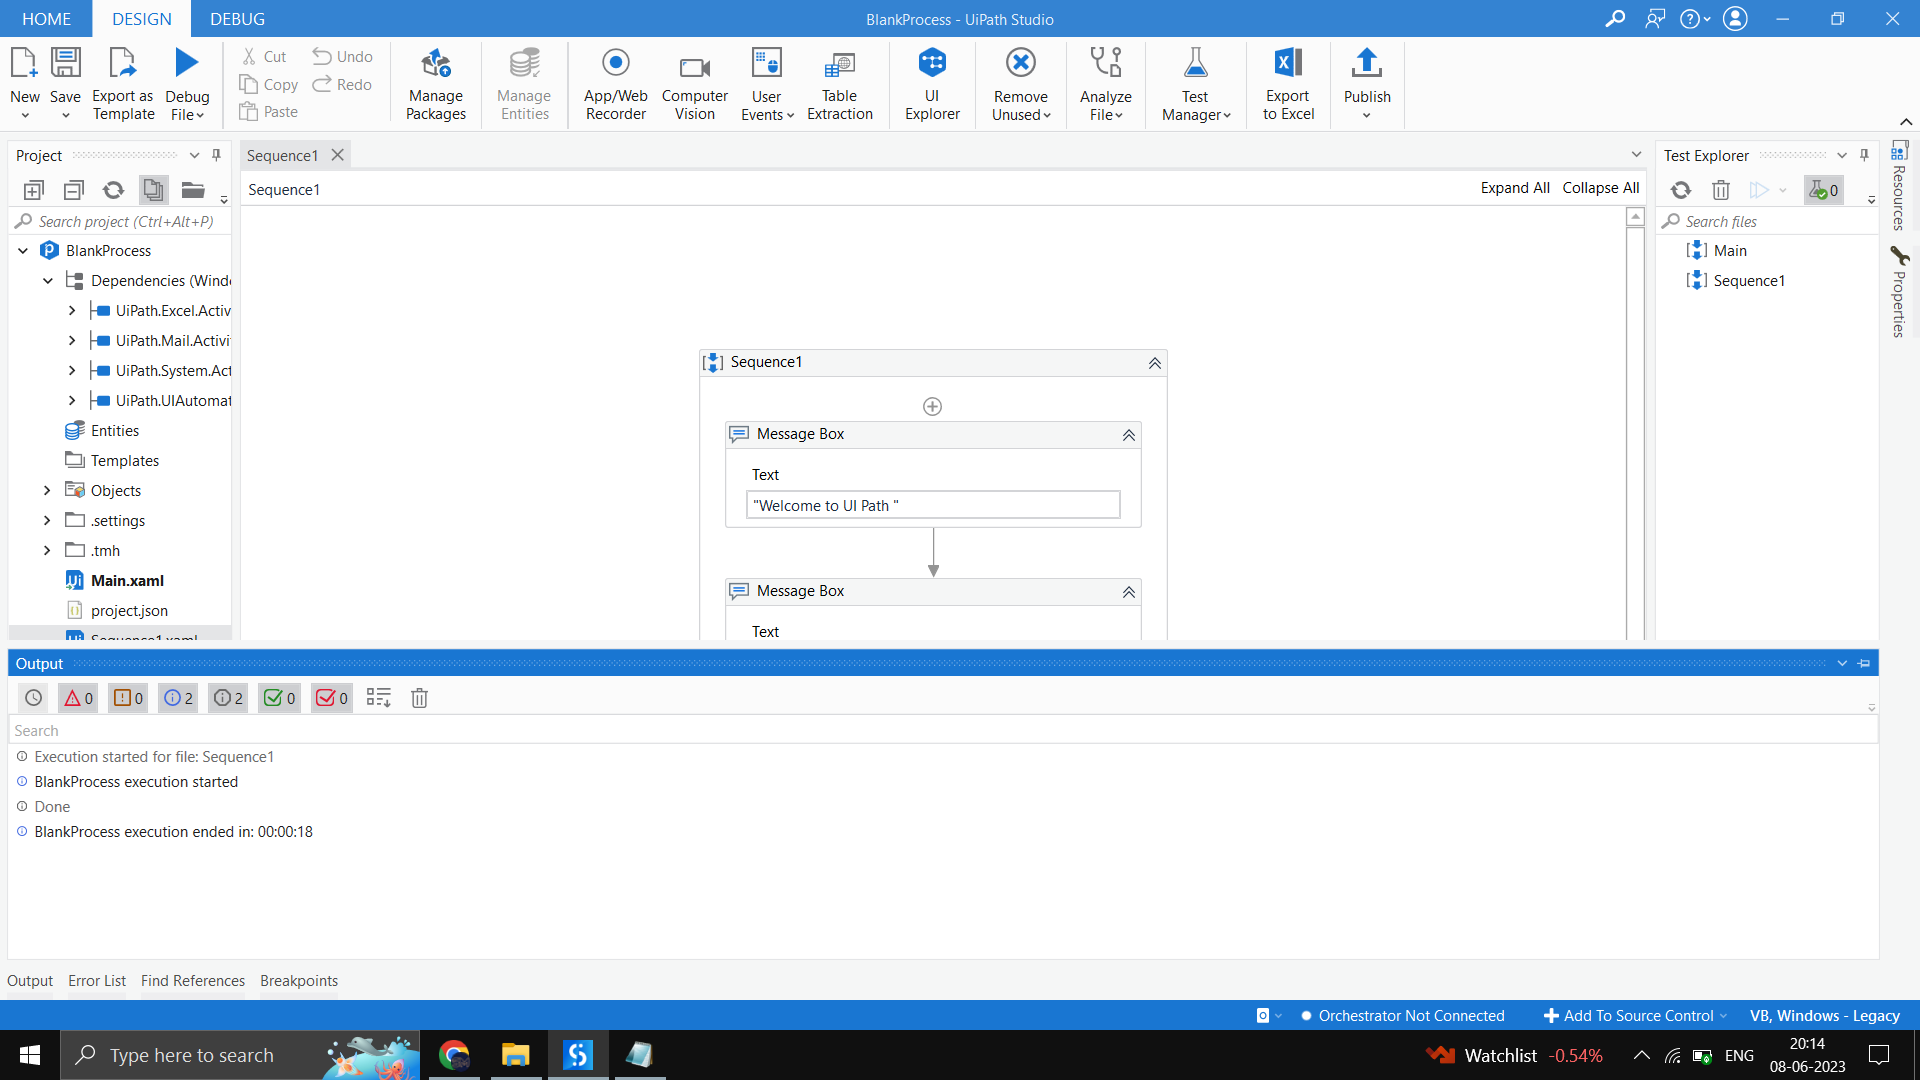 HOME DESIGN DEBUG
BlankProcess - UiPath Studio
New
Save
Export as
Template
Debug
File
Cut
Copy
Paste
Undo
Redo
Manage
Packages
Manage
Entities
App/Web
Recorder
Computer
Vision
User
Events
Table
Extraction
UI
Explorer
Remove
Unused
Analyze
File
Test
Manager
Export
to Excel
Publish
Project
Search project (Ctrl+Alt+P)
BlankProcess
Dependencies (Wind
UiPath.Excel.Activ
UiPath.Mail.Activi
UiPath.System.Act
UiPath.UIAutomat
Entities
Templates
Objects
.settings
.tmh
Main.xaml
project.json
Sequence1.xaml
Sequence1
Sequence1
Expand All Collapse All
Sequence1
Message Box
Text
"Welcome to UI Path "
Message Box
Text
Test Explorer
0
Search files
Main
Sequence1
Resources
Properties
Output
0 0 2 2 0 0
Search
Execution started for file: Sequence1
BlankProcess execution started
Done
BlankProcess execution ended in: 00:00:18
Output Error List Find References Breakpoints
Orchestrator Not Connected Add To Source Control VB, Windows - Legacy
Type here to search
Watchlist -0.54%
ENG
20:14
08-06-2023